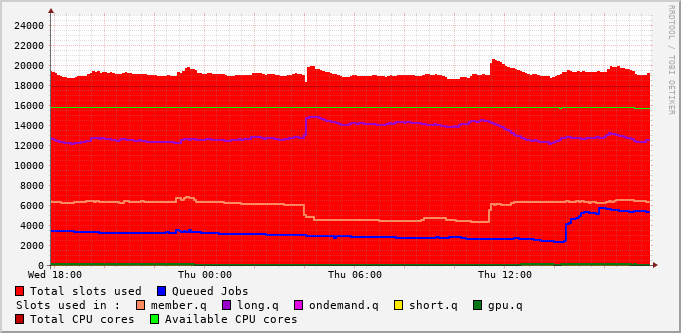 24000
22000
20000
18000
16000
14000
12000
10000
8000
6000
4000
2000
0
Wed 18:00 Thu 00:00 Thu 06:00 Thu 12:00
Total slots used Queued Jobs
Slots used in : member.q long.q ondemand.q short.q gpu.q
Total CPU cores Available CPU cores
RRDTOOL / TOBI OETIKER